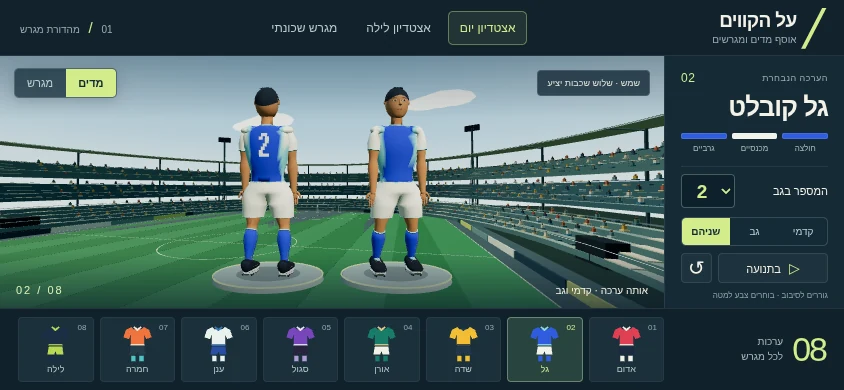 על הקווים
אוסף מדים ומגרשים
אצטדיון יום
אצטדיון לילה
מגרש שכונתי
מהדורת מגרש / 01
הערכה הנבחרת
02
גל קובלט
חולצה
מכנסיים
גרביים
המספר בגב
2
קדמי
גב
שניהם
בתנועה
גוררים לסיבוב · בוחרים צבע למטה
שמש · שלוש שכבות יציע
מדים
מגרש
2
אותה ערכה · קדמי וגב
02 / 08
08
ערכות
לכל מגרש
01
אדום
02
גל
03
שדה
04
אורן
05
סגול
06
ענן
07
חמרה
08
לילה